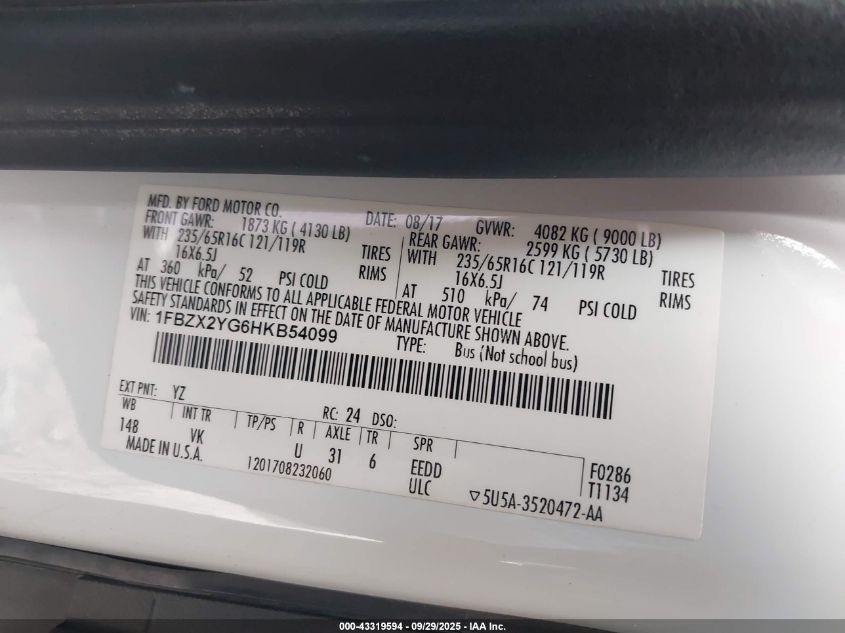 MFD. BY FORD MOTOR CO. DATE: 08/17 GVWR: 4082 KG ( 9000 LB)
FRONT GAWR: 1873 KG ( 4130 LB) REAR GAWR: 2599 KG ( 5730 LB)
WITH 235/65R16C 121/119R TIRES WITH 235/65R16C 121/119R TIRES
16X6.5J RIMS 16X6.5J RIMS
AT 360 kPa/ 52 PSI COLD AT 510 kPa/ 74 PSI COLD
THIS VEHICLE CONFORMS TO ALL APPLICABLE FEDERAL MOTOR VEHICLE
SAFETY STANDARDS IN EFFECT ON THE DATE OF MANUFACTURE SHOWN ABOVE.
VIN: 1FBZX2YG6HKB54099 TYPE: Bus (Not school bus)
EXT PNT: YZ RC: 24 DSO:
WB INT TR TP/PS R AXLE TR SPR
148 VK U 31 6 EEDD F0286
MADE IN U.S.A. 1201708232060 ULC T1134
▽5U5A-3520472-AA
000-43319594 - 09/29/2025 - IAA Inc.